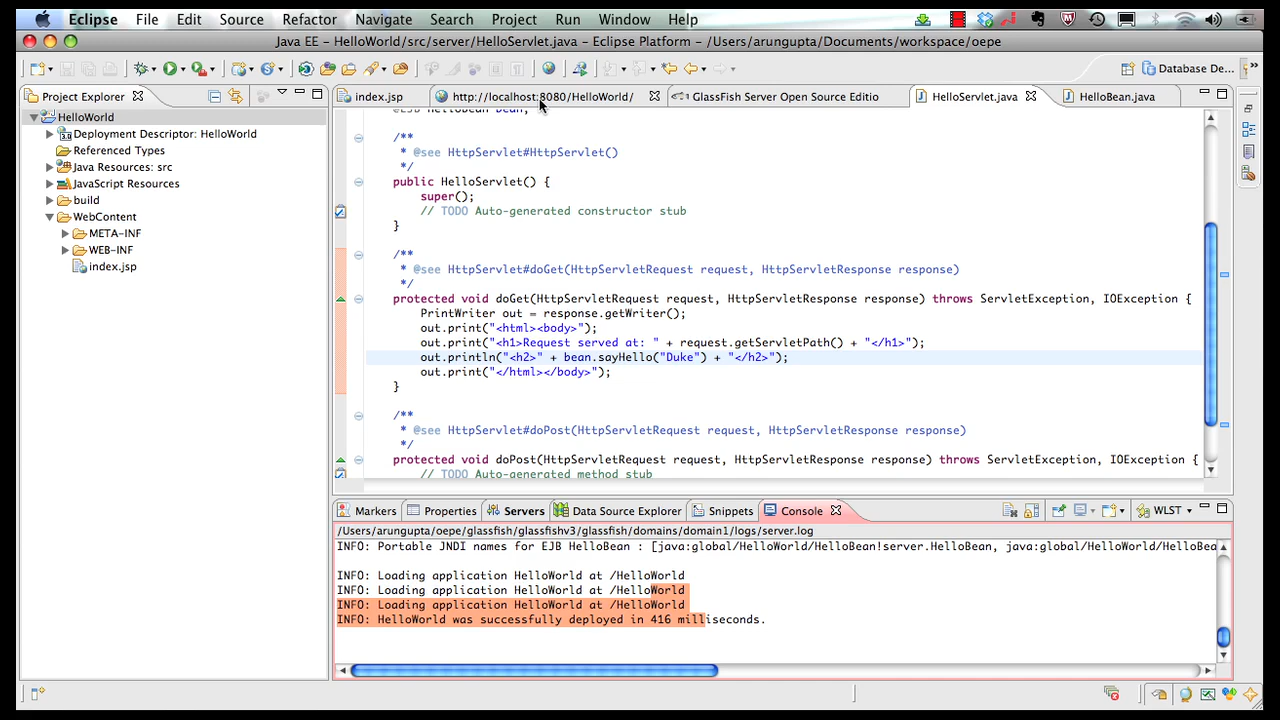 Eclipse File Edit Source Refactor Navigate Search Project Run Window Help
Java EE - HelloWorld/src/server/HelloServlet.java - Eclipse Platform - /Users/arungupta/Documents/workspace/oepe
Database De...
Project Explorer
index.jsp
http://localhost:8080/HelloWorld/
GlassFish Server Open Source Editio
HelloServlet.java
HelloBean.java
HelloWorld
Deployment Descriptor: HelloWorld
Referenced Types
Java Resources: src
JavaScript Resources
build
WebContent
META-INF
WEB-INF
index.jsp
@EJB HelloBean bean;
/**
* @see HttpServlet#HttpServlet()
*/
public HelloServlet() {
super();
// TODO Auto-generated constructor stub
}
/**
* @see HttpServlet#doGet(HttpServletRequest request, HttpServletResponse response)
*/
protected void doGet(HttpServletRequest request, HttpServletResponse response) throws ServletException, IOException {
PrintWriter out = response.getWriter();
out.print("<html><body>");
out.print("<h1>Request served at: " + request.getServletPath() + "</h1>");
out.println("<h2>" + bean.sayHello("Duke") + "</h2>");
out.print("</html></body>");
}
/**
* @see HttpServlet#doPost(HttpServletRequest request, HttpServletResponse response)
*/
protected void doPost(HttpServletRequest request, HttpServletResponse response) throws ServletException, IOException {
// TODO Auto-generated method stub
Markers Properties Servers Data Source Explorer Snippets Console WLST
/Users/arungupta/oepe/glassfish/glassfishv3/glassfish/domains/domain1/logs/server.log
INFO: Portable JNDI names for EJB HelloBean : [java:global/HelloWorld/HelloBean!server.HelloBean, java:global/HelloWorld/HelloBea
INFO: Loading application HelloWorld at /HelloWorld
INFO: Loading application HelloWorld at /HelloWorld
INFO: Loading application HelloWorld at /HelloWorld
INFO: HelloWorld was successfully deployed in 416 milliseconds.